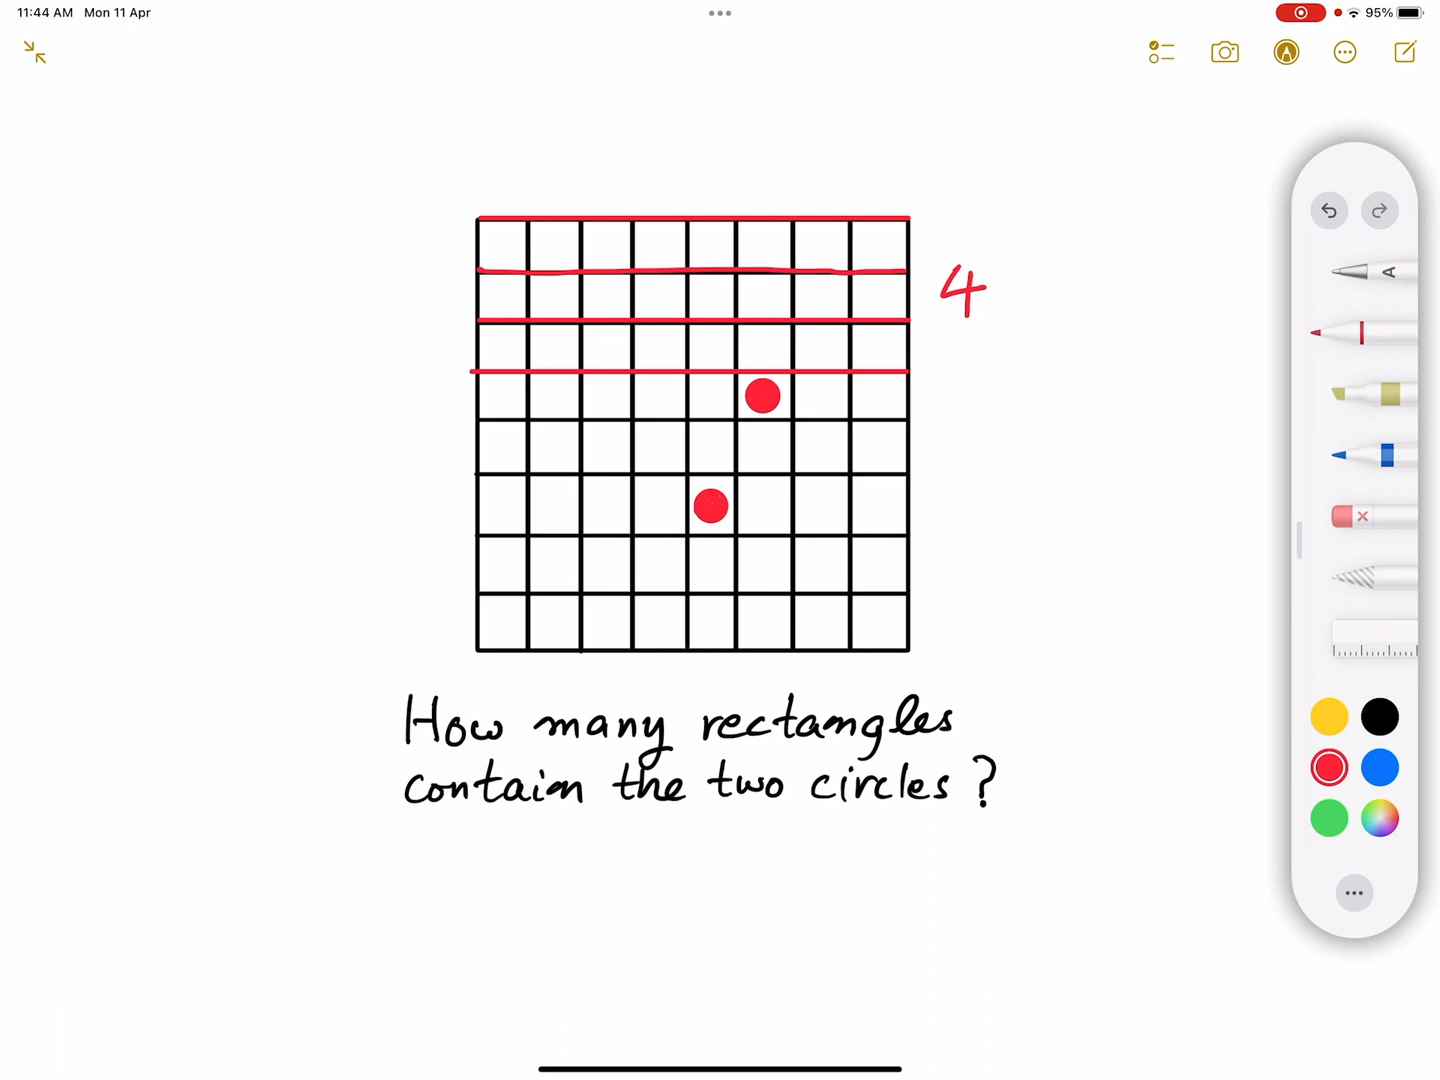 11:44 AM Mon 11 Apr
95%
4
A
How many rectangles
contain the two circles ?